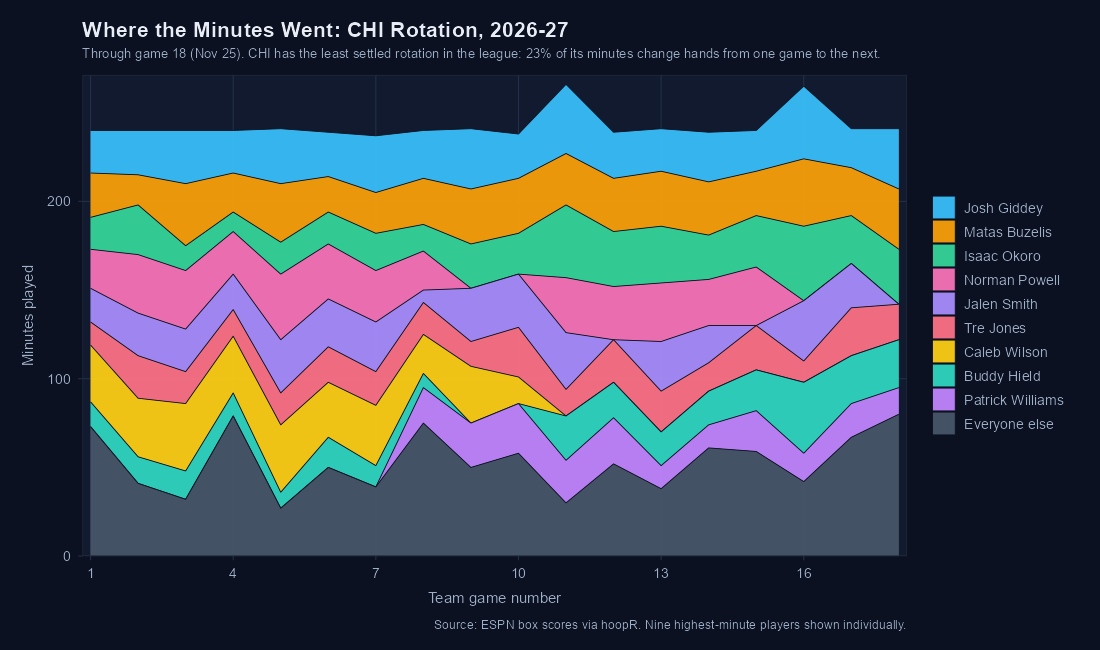 Where the Minutes Went: CHI Rotation, 2026-27
Through game 18 (Nov 25). CHI has the least settled rotation in the league: 23% of its minutes change hands from one game to the next.
Minutes played
200
100
0
1 4 7 10 13 16
Team game number
Josh Giddey
Matas Buzelis
Isaac Okoro
Norman Powell
Jalen Smith
Tre Jones
Caleb Wilson
Buddy Hield
Patrick Williams
Everyone else
Source: ESPN box scores via hoopR. Nine highest-minute players shown individually.